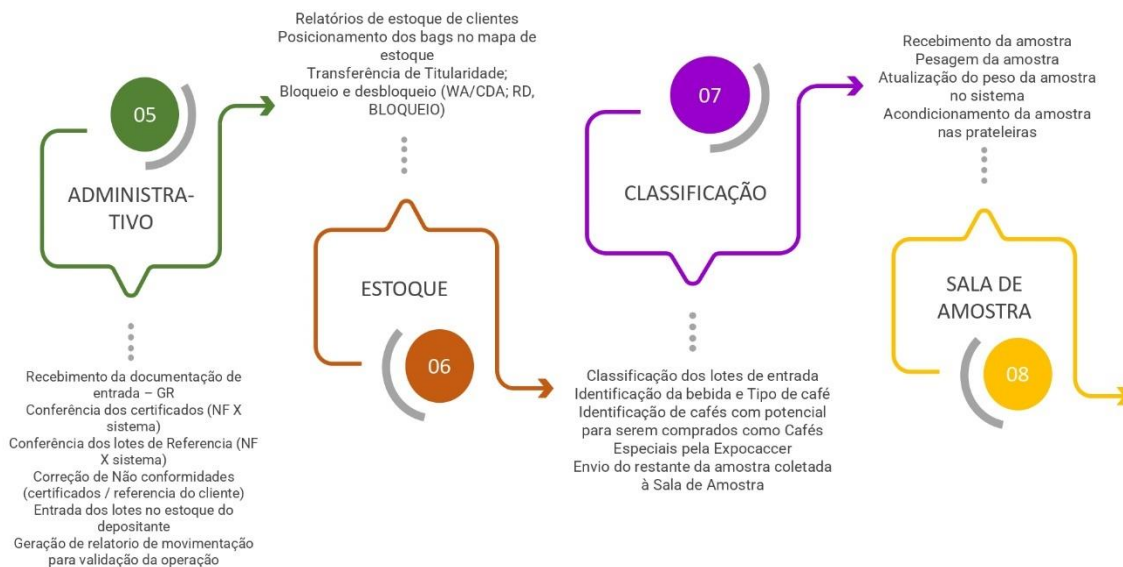 05
ADMINISTRA-
TIVO
Recebimento da documentação de
entrada – GR
Conferência dos certificados (NF X
sistema)
Conferência dos lotes de Referencia (NF
X sistema)
Correção de Não conformidades
(certificados / referencia do cliente)
Entrada dos lotes no estoque do
depositante
Geração de relatorio de movimentação
para validação da operação
Relatórios de estoque de clientes
Posicionamento dos bags no mapa de
estoque
Transferência de Titularidade;
Bloqueio e desbloqueio (WA/CDA; RD,
BLOQUEIO)
ESTOQUE
06
07
CLASSIFICAÇÃO
Classificação dos lotes de entrada
Identificação da bebida e Tipo de café
Identificação de cafés com potencial
para serem comprados como Cafés
Especiais pela Expocaccer
Envio do restante da amostra coletada
à Sala de Amostra
Recebimento da amostra
Pesagem da amostra
Atualização do peso da amostra
no sistema
Acondicionamento da amostra
nas prateleiras
SALA DE
AMOSTRA
08